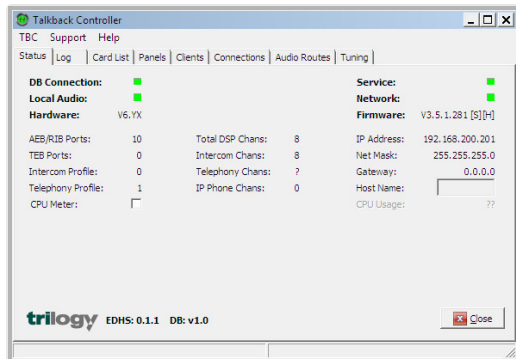 Talkback Controller
TBC Support Help
Status Log Card List Panels Clients Connections Audio Routes Tuning
DB Connection: Service:
Local Audio: Network:
Hardware: V6.YX Firmware: V3.5.1.281 [S][H]
AEB/RIB Ports: 10 Total DSP Chans: 8 IP Address: 192.168.200.201
TEB Ports: 0 Intercom Chans: 8 Net Mask: 255.255.255.0
Intercom Profile: 0 Telephony Chans: ? Gateway: 0.0.0.0
Telephony Profile: 1 IP Phone Chans: 0 Host Name:
CPU Meter: CPU Usage: ??
trilogy EDHS: 0.1.1 DB: v1.0 Close